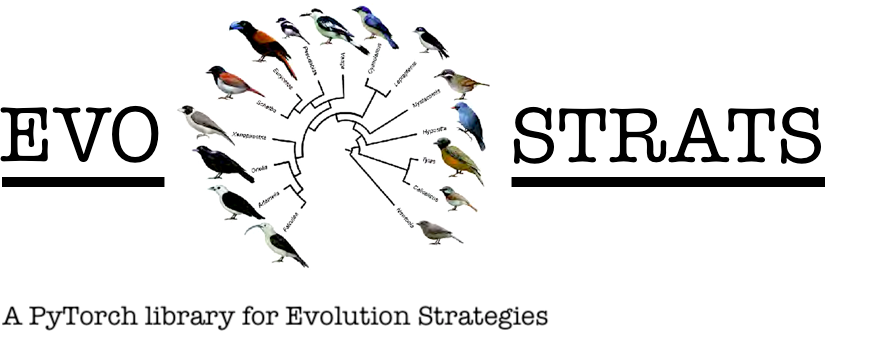 EVO STRATS
Euryceros
Pseudobias
Vanga
Cyanolanius
Leptopterus
Schetba
Mystacornis
Xenopirostris
Hypositta
Oriolia
Tylas
Artamella
Calicalicus
Falculea
Newtonia
A PyTorch library for Evolution Strategies